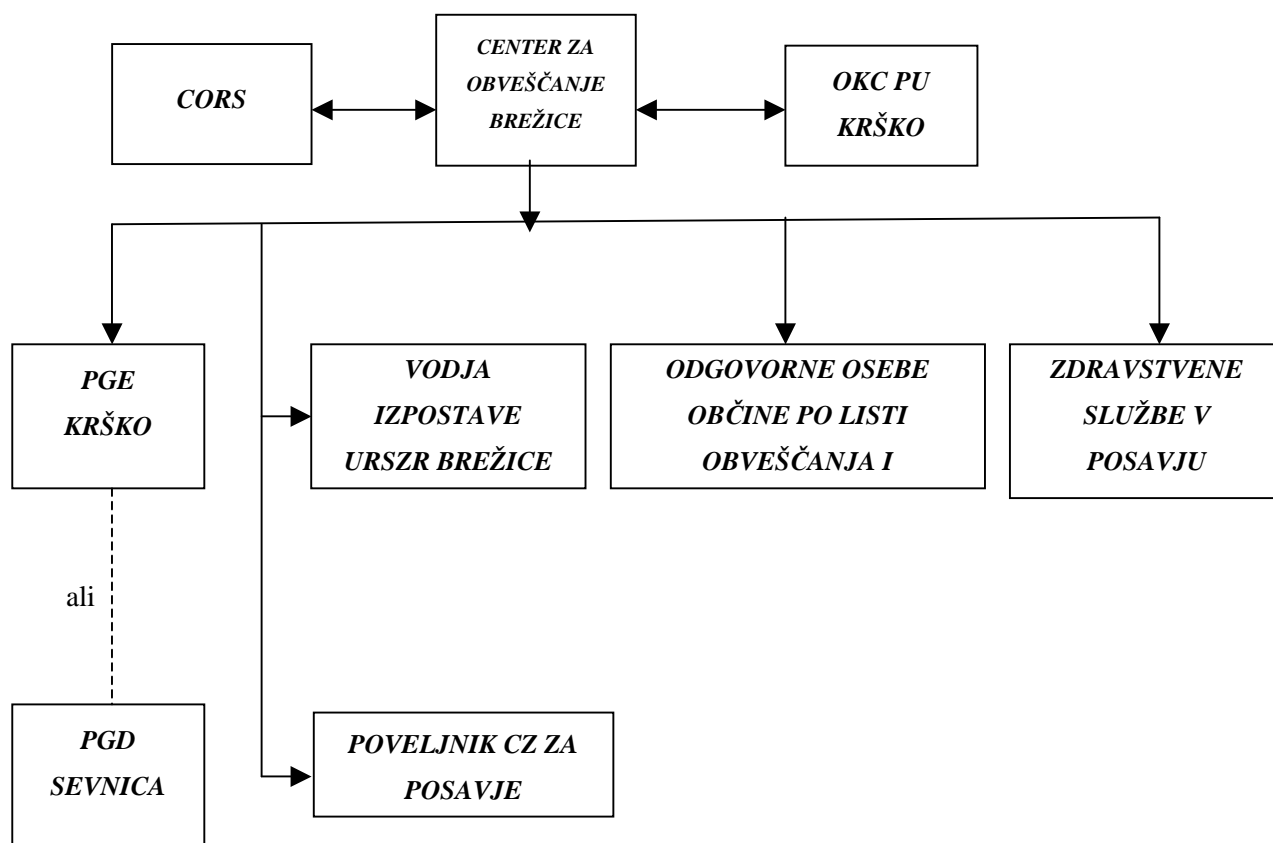 CORS
CENTER ZA
OBVEŠČANJE
BREŽICE
OKC PU
KRŠKO
PGE
KRŠKO
VODJA
IZPOSTAVE
URSZR BREŽICE
ODGOVORNE OSEBE
OBČINE PO LISTI
OBVEŠČANJA I
ZDRAVSTVENE
SLUŽBE V
POSAVJU
ali
PGD
SEVNICA
POVELJNIK CZ ZA
POSAVJE